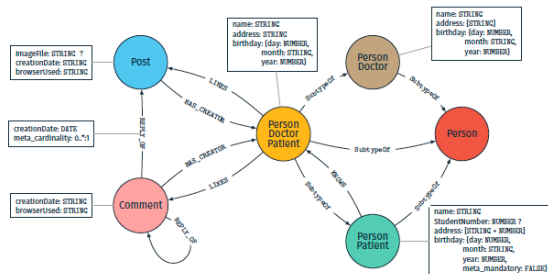 name: STRING
address: STRING
birthday: {day: NUMBER,
month: STRING,
year: NUMBER}
name: STRING
address: [STRING]
birthday: {day: NUMBER,
month: STRING,
year: NUMBER}
ImageFile: STRING ?
creationDate: STRING
browserUsed: STRING
Post
Person
Doctor
LIKES
HAS_CREATOR
SubtypeOf
SubtypeOf
creationDate: DATE
meta_cardinality: 0..*:1
REPLY_OF
Person
Doctor
Patient
Person
SubtypeOf
HAS_CREATOR
LIKES
SubtypeOf
KNOWS
SubtypeOf
creationDate: STRING
browserUsed: STRING
Comment
REPLY_OF
Person
Patient
name: STRING
StudentNumber: NUMBER ?
address: [STRING + NUMBER]
birthday: {day: NUMBER,
month: STRING,
year: NUMBER,
meta_mandatory: FALSE}